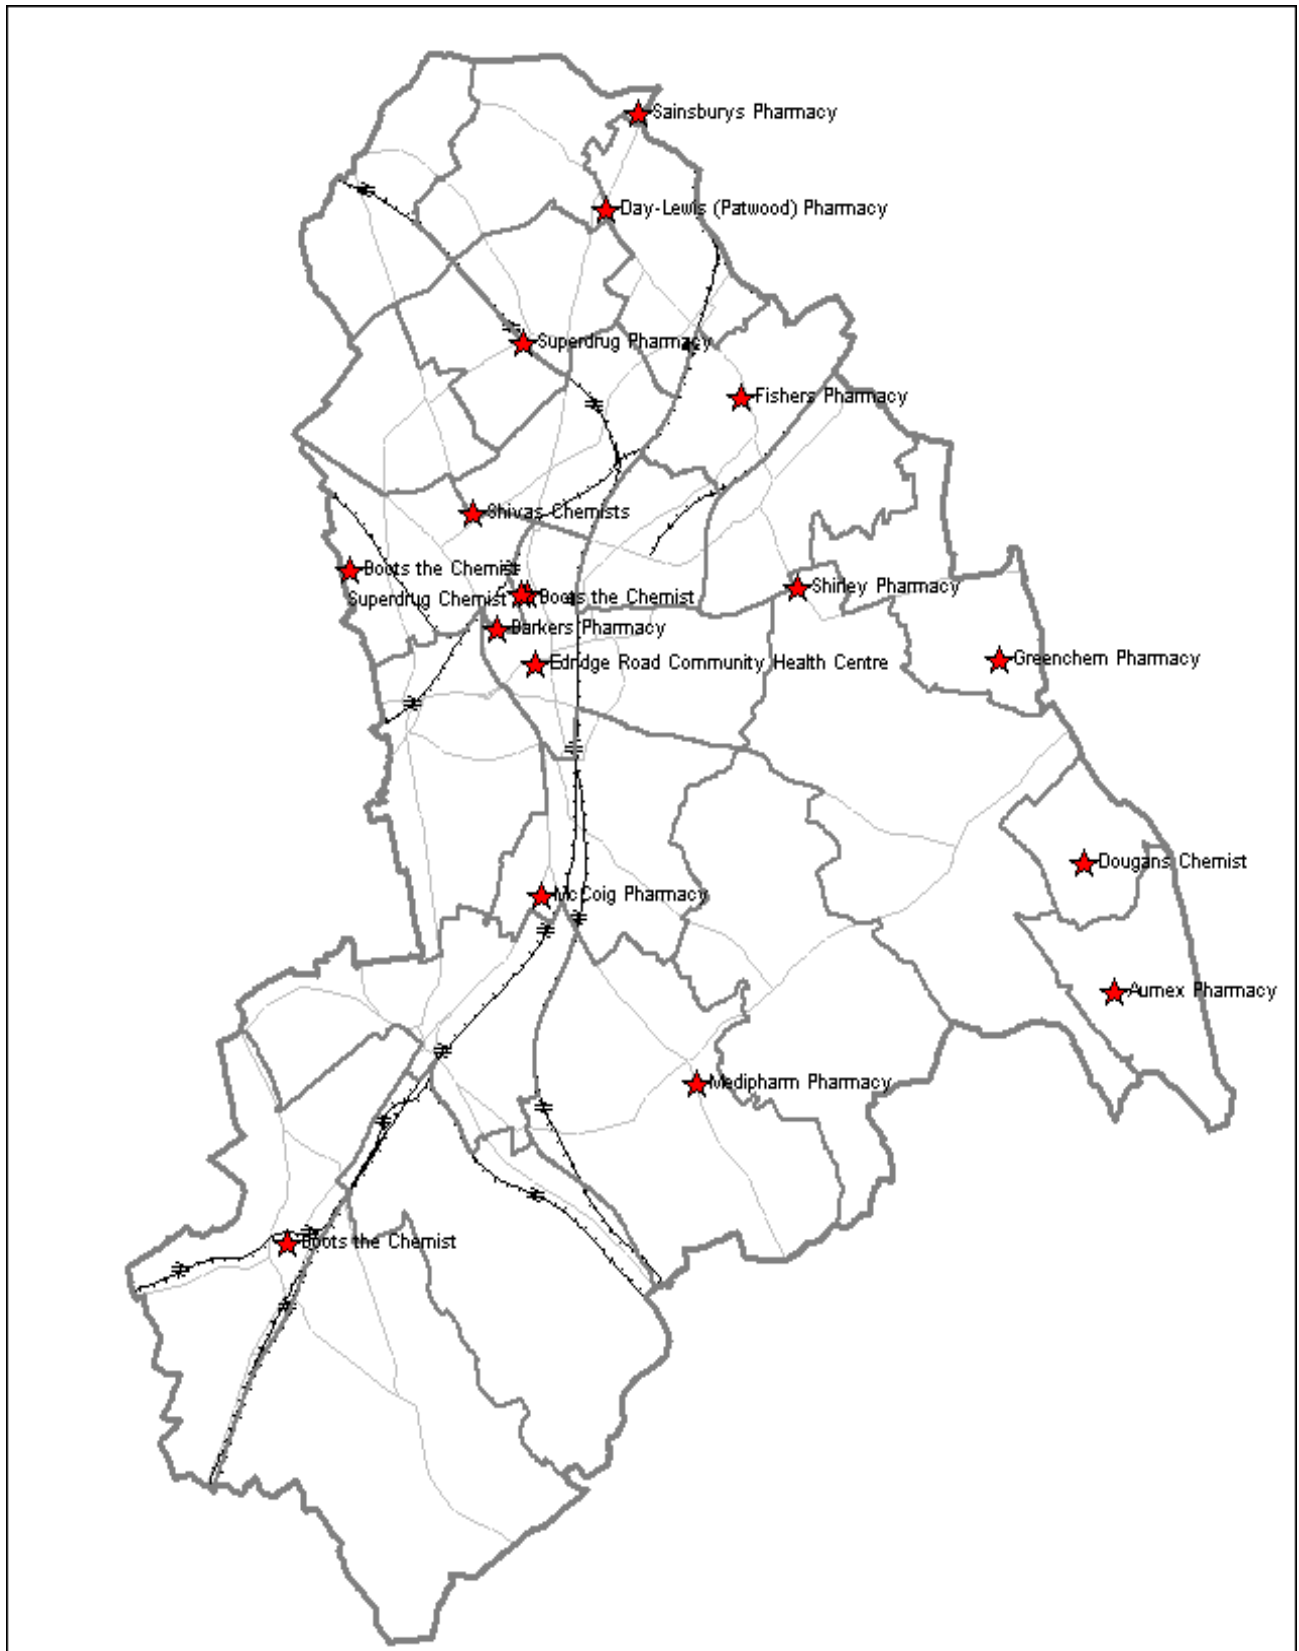 Sainsburys Pharmacy
Day-Lewis (Patwood) Pharmacy
Superdrug Pharmacy
Fishers Pharmacy
Shivas Chemists
Boots the Chemist
Shirley Pharmacy
Superdrug Chemist
Boots the Chemist
Barkers Pharmacy
Edridge Road Community Health Centre
Greenchem Pharmacy
Dougans Chemist
McCoig Pharmacy
Aumex Pharmacy
Medipharm Pharmacy
Boots the Chemist